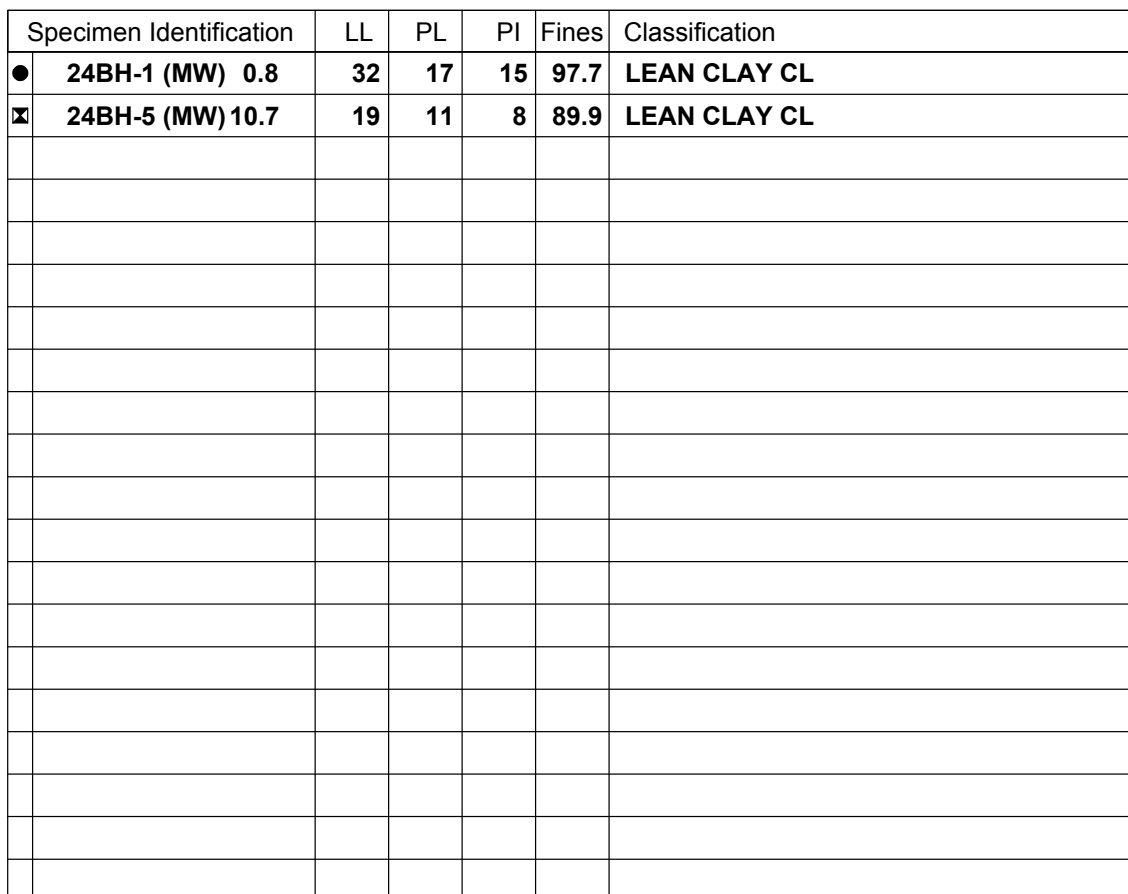 Specimen Identification LL PL PI Fines Classification
24BH-1 (MW) 0.8 32 17 15 97.7 LEAN CLAY CL
24BH-5 (MW) 10.7 19 11 8 89.9 LEAN CLAY CL